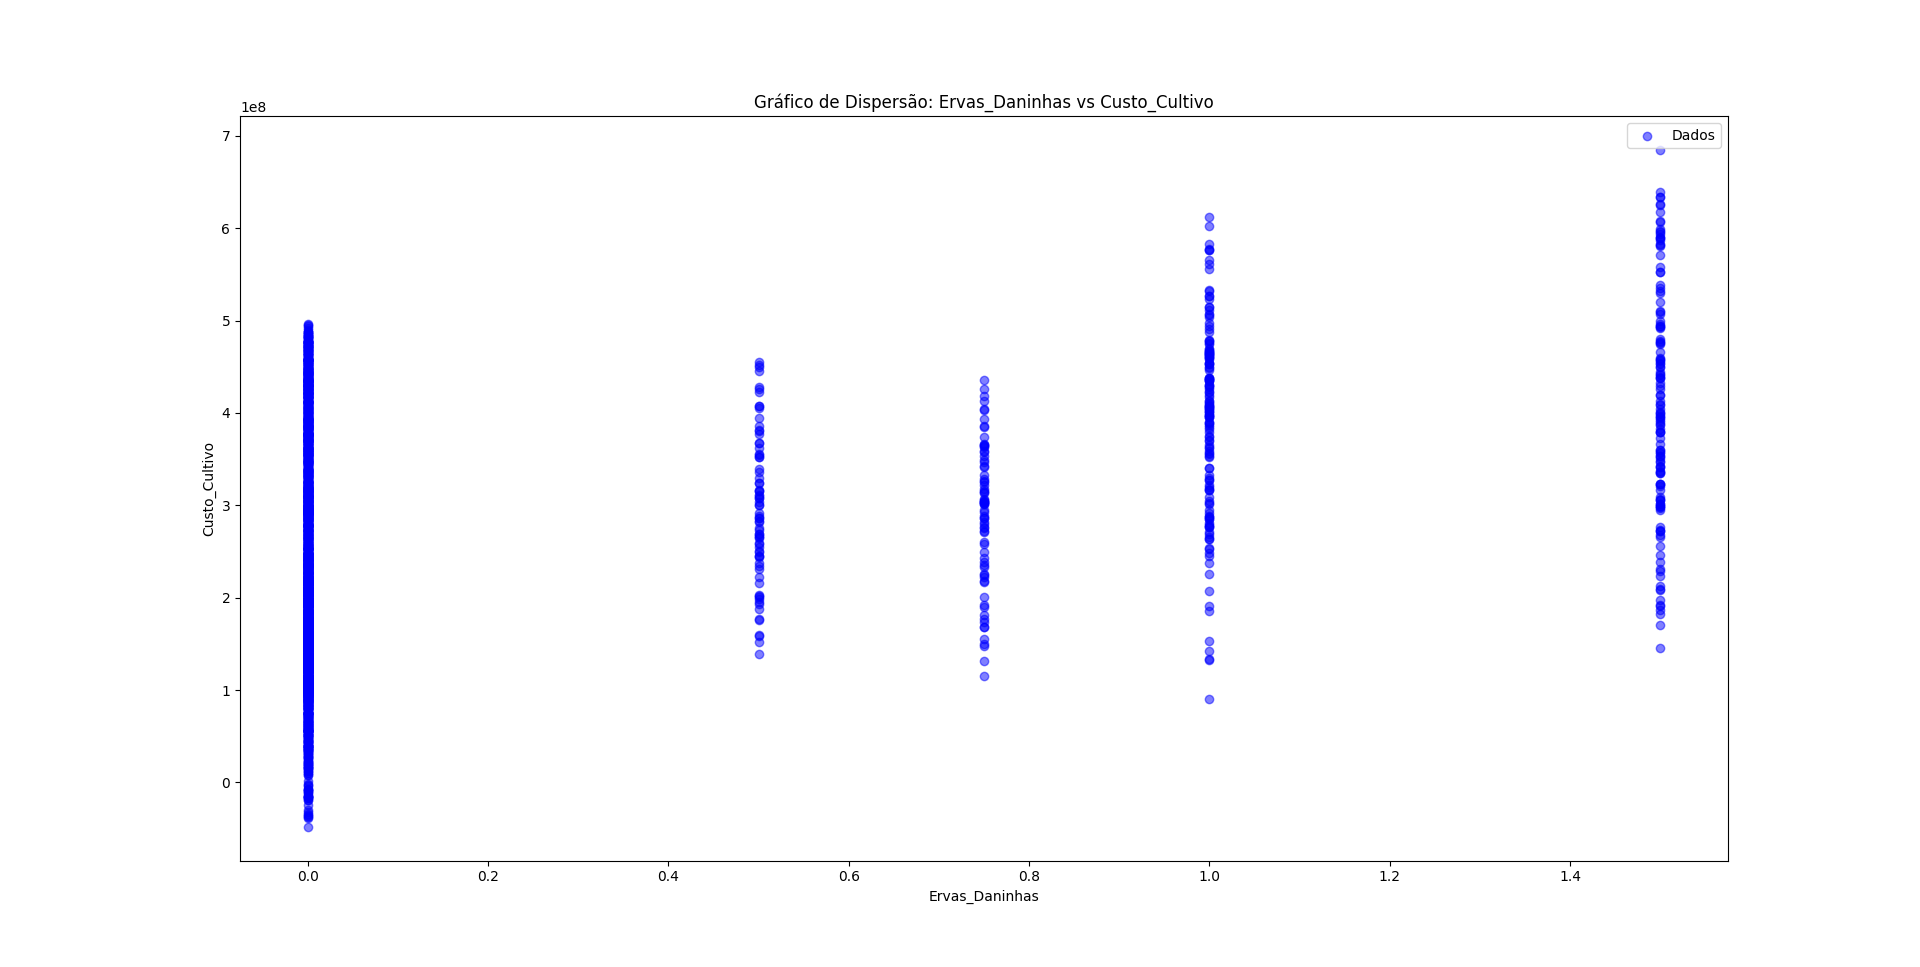 Gráfico de Dispersão: Ervas_Daninhas vs Custo_Cultivo
1e8
Dados
7
6
5
4
3
2
1
0
Custo_Cultivo
0.0 0.2 0.4 0.6 0.8 1.0 1.2 1.4
Ervas_Daninhas